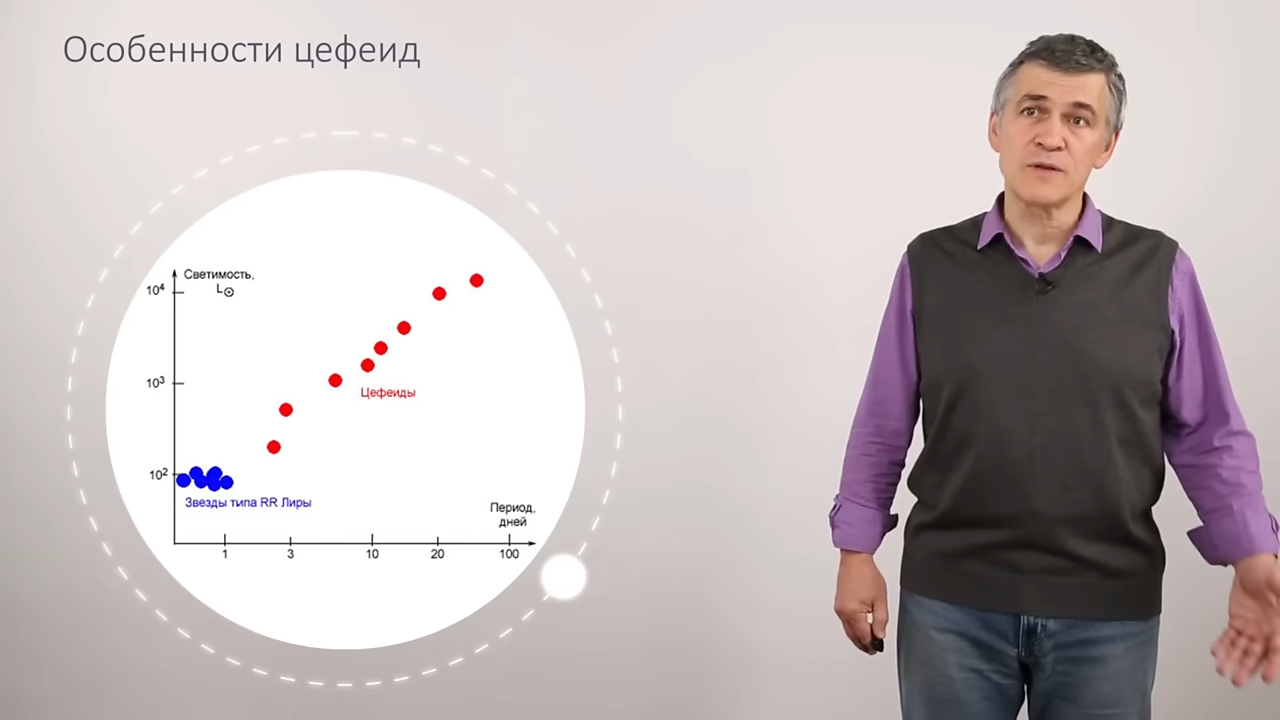 Особенности цефеид
Светимость,
L☉
10⁴
10³
Цефеиды
10²
Звезды типа RR Лиры
Период,
дней
1 3 10 20 100